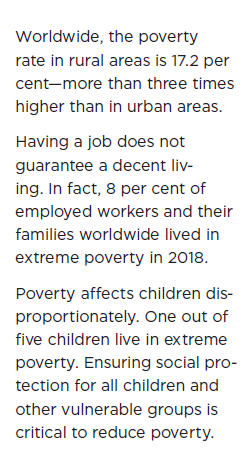 Worldwide, the poverty
rate in rural areas is 17.2 per
cent—more than three times
higher than in urban areas.
Having a job does not
guarantee a decent liv-
ing. In fact, 8 per cent of
employed workers and their
families worldwide lived in
extreme poverty in 2018.
Poverty affects children dis-
proportionately. One out of
five children live in extreme
poverty. Ensuring social pro-
tection for all children and
other vulnerable groups is
critical to reduce poverty.